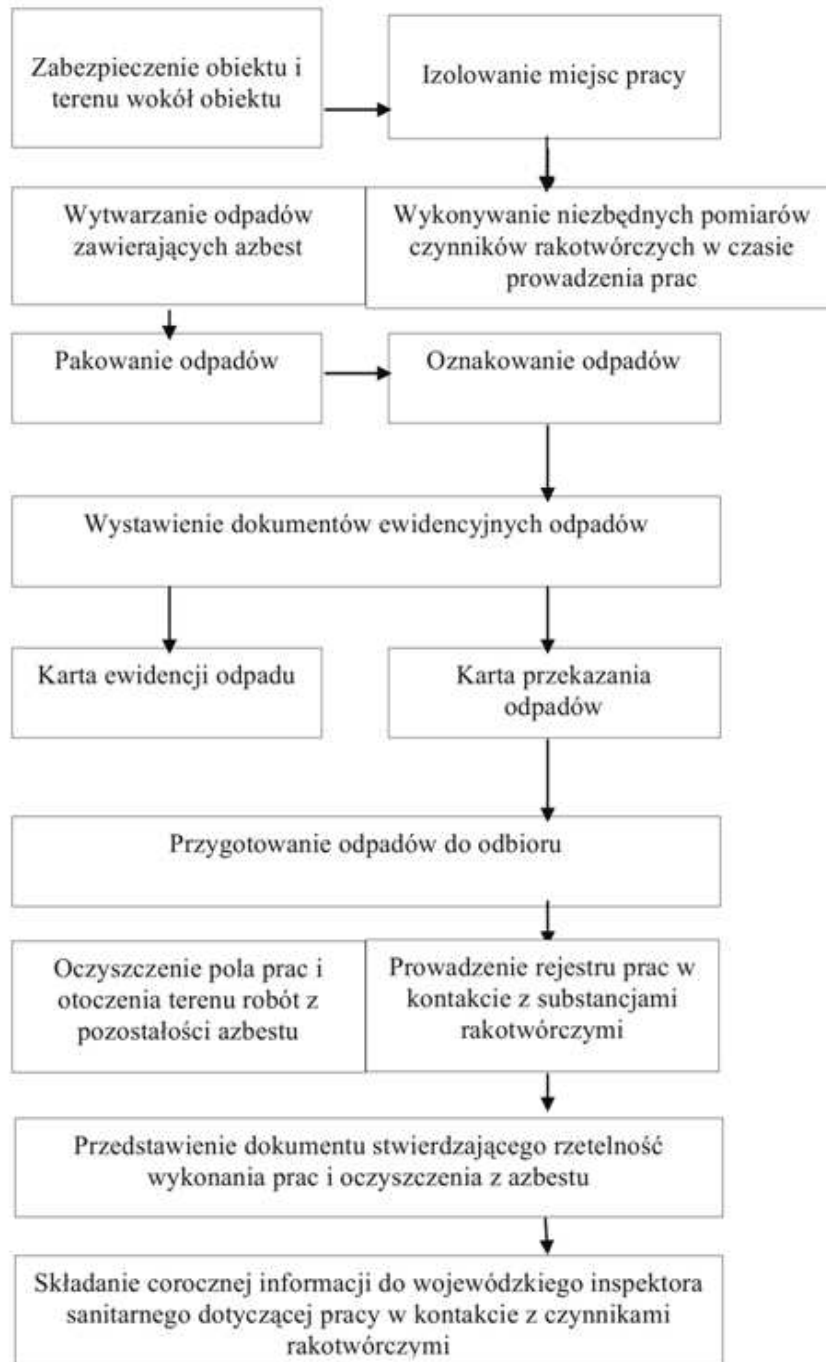 Zabezpieczenie obiektu i
terenu wokół obiektu
Izolowanie miejsc pracy
Wytwarzanie odpadów
zawierających azbest
Wykonywanie niezbędnych pomiarów
czynników rakotwórczych w czasie
prowadzenia prac
Pakowanie odpadów
Oznakowanie odpadów
Wystawienie dokumentów ewidencyjnych odpadów
Karta ewidencji odpadu
Karta przekazania
odpadów
Przygotowanie odpadów do odbioru
Oczyszczenie pola prac i
otoczenia terenu robót z
pozostałości azbestu
Prowadzenie rejestru prac w
kontakcie z substancjami
rakotwórczymi
Przedstawienie dokumentu stwierdzającego rzetelność
wykonania prac i oczyszczenia z azbestu
Składanie corocznej informacji do wojewódzkiego inspektora
sanitarnego dotyczącej pracy w kontakcie z czynnikami
rakotwórczymi